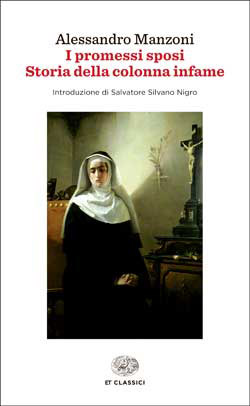 Alessandro Manzoni
I promessi sposi
Storia della colonna infame
Introduzione di Salvatore Silvano Nigro
ET CLASSICI